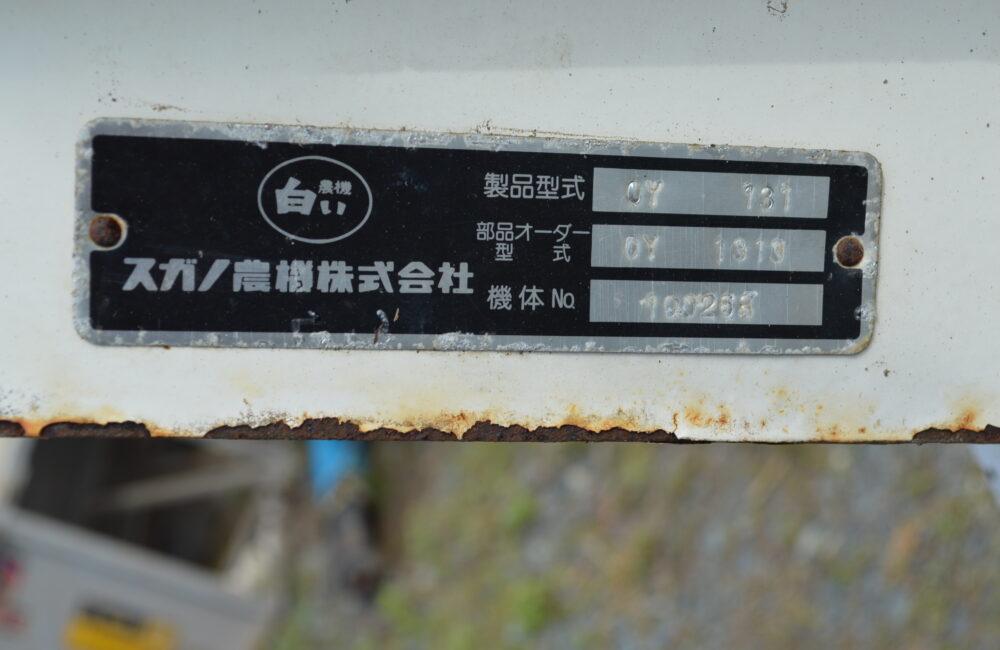 白い農機
スガノ農機株式会社
製品型式 OY 131
部品オーダー型式 OY 131
機体No.